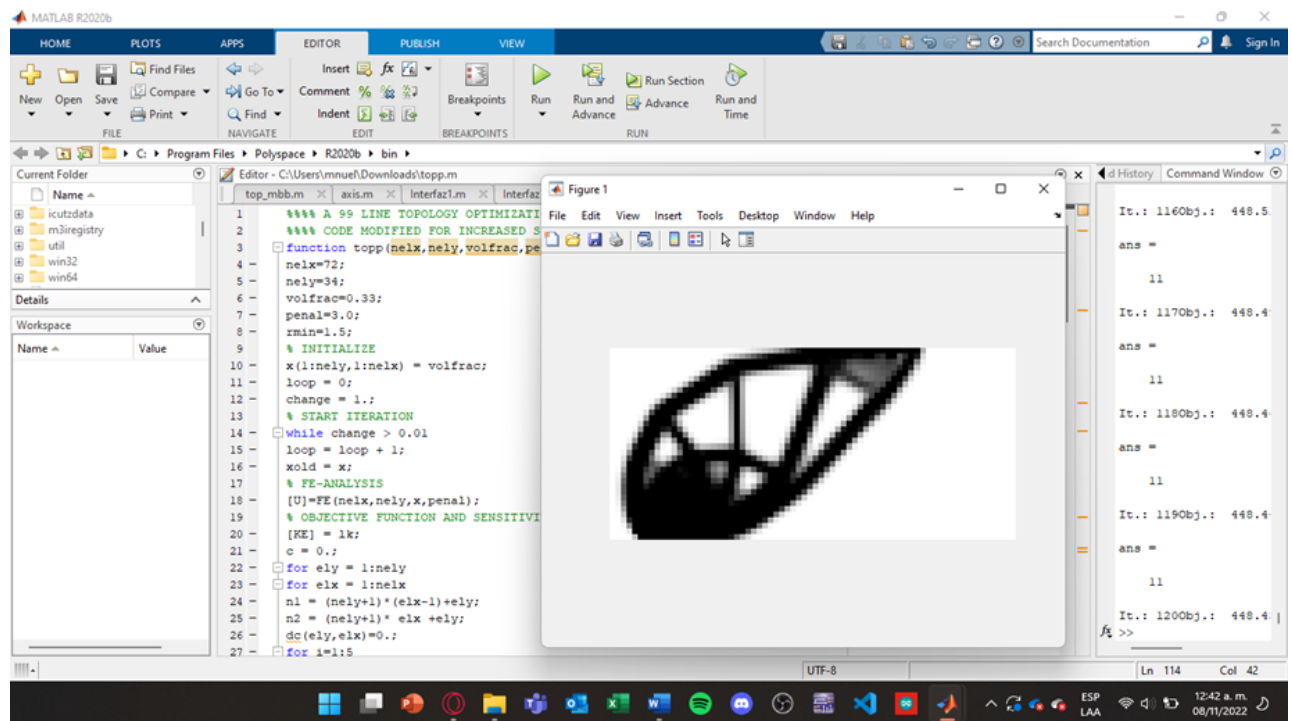 MATLAB R2020b
HOME PLOTS APPS EDITOR PUBLISH VIEW
Search Documentation
Sign In
New Open Save
Find Files
Compare
Print
FILE
Go To
Find
NAVIGATE
Insert
Comment
Indent
EDIT
Breakpoints
BREAKPOINTS
Run
Run and Advance
Run Section
Advance
Run and Time
RUN
C: Program Files Polyspace R2020b bin
Current Folder
Name
icutzdata
m3iregistry
util
win32
win64
Details
Workspace
Name Value
Editor - C:\Users\mnuel\Downloads\topp.m
top_mbb.m axis.m Interfaz1.m Interfaz
1 %%%% A 99 LINE TOPOLOGY OPTIMIZATI
2 %%%% CODE MODIFIED FOR INCREASED S
3 function topp(nelx,nely,volfrac,pe
4 nelx=72;
5 nely=34;
6 volfrac=0.33;
7 penal=3.0;
8 rmin=1.5;
9 % INITIALIZE
10 x(1:nely,1:nelx) = volfrac;
11 loop = 0;
12 change = 1.;
13 % START ITERATION
14 while change > 0.01
15 loop = loop + 1;
16 xold = x;
17 % FE-ANALYSIS
18 [U]=FE(nelx,nely,x,penal);
19 % OBJECTIVE FUNCTION AND SENSITIVI
20 [KE] = lk;
21 c = 0.;
22 for ely = 1:nely
23 for elx = 1:nelx
24 n1 = (nely+1)*(elx-1)+ely;
25 n2 = (nely+1)* elx +ely;
26 dc(ely,elx)=0.;
27 for i=1:5
Figure 1
File Edit View Insert Tools Desktop Window Help
d History Command Window
It.: 116Obj.: 448.5
ans =
11
It.: 117Obj.: 448.4
ans =
11
It.: 118Obj.: 448.4
ans =
11
It.: 119Obj.: 448.4
ans =
11
It.: 120Obj.: 448.4
fx >>
UTF-8
Ln 114 Col 42
ESP
LAA
12:42 a. m.
08/11/2022